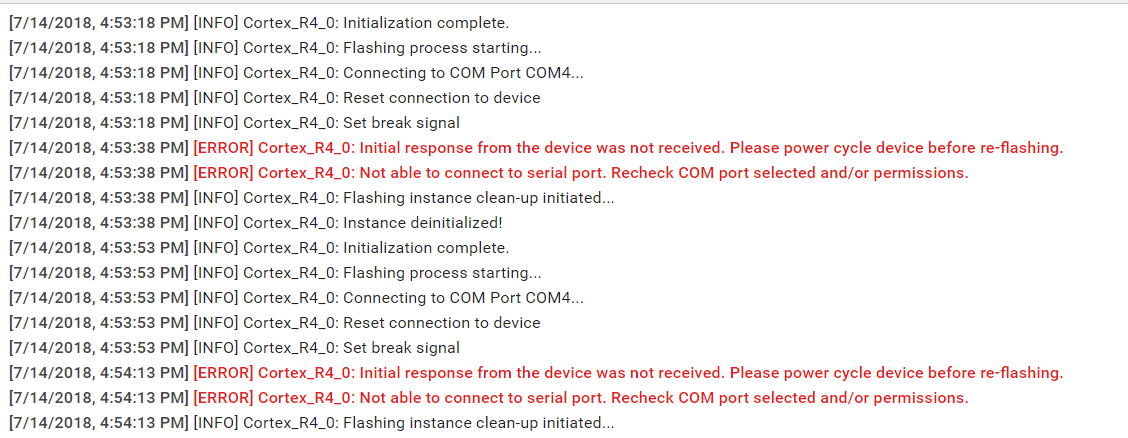 [7/14/2018, 4:53:18 PM] [INFO] Cortex_R4_0: Initialization complete.
[7/14/2018, 4:53:18 PM] [INFO] Cortex_R4_0: Flashing process starting...
[7/14/2018, 4:53:18 PM] [INFO] Cortex_R4_0: Connecting to COM Port COM4...
[7/14/2018, 4:53:18 PM] [INFO] Cortex_R4_0: Reset connection to device
[7/14/2018, 4:53:18 PM] [INFO] Cortex_R4_0: Set break signal
[7/14/2018, 4:53:38 PM] [ERROR] Cortex_R4_0: Initial response from the device was not received. Please power cycle device before re-flashing.
[7/14/2018, 4:53:38 PM] [ERROR] Cortex_R4_0: Not able to connect to serial port. Recheck COM port selected and/or permissions.
[7/14/2018, 4:53:38 PM] [INFO] Cortex_R4_0: Flashing instance clean-up initiated...
[7/14/2018, 4:53:38 PM] [INFO] Cortex_R4_0: Instance deinitialized!
[7/14/2018, 4:53:53 PM] [INFO] Cortex_R4_0: Initialization complete.
[7/14/2018, 4:53:53 PM] [INFO] Cortex_R4_0: Flashing process starting...
[7/14/2018, 4:53:53 PM] [INFO] Cortex_R4_0: Connecting to COM Port COM4...
[7/14/2018, 4:53:53 PM] [INFO] Cortex_R4_0: Reset connection to device
[7/14/2018, 4:53:53 PM] [INFO] Cortex_R4_0: Set break signal
[7/14/2018, 4:54:13 PM] [ERROR] Cortex_R4_0: Initial response from the device was not received. Please power cycle device before re-flashing.
[7/14/2018, 4:54:13 PM] [ERROR] Cortex_R4_0: Not able to connect to serial port. Recheck COM port selected and/or permissions.
[7/14/2018, 4:54:13 PM] [INFO] Cortex_R4_0: Flashing instance clean-up initiated...